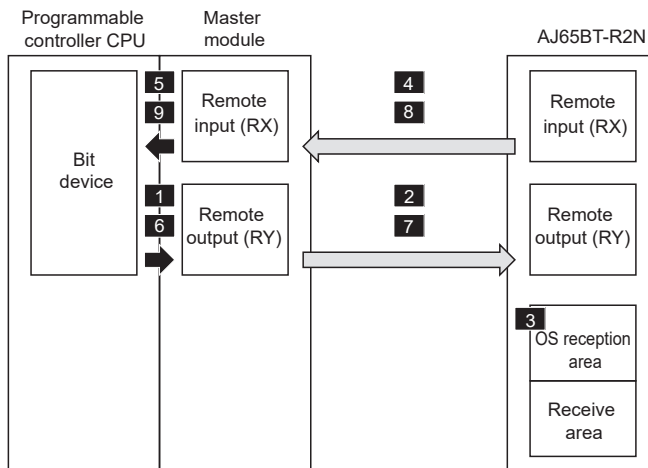 Programmable
controller CPU
Master
module
AJ65BT-R2N
5
9
4
8
Remote
input (RX)
Remote
input (RX)
Bit
device
1
6
2
7
Remote
output (RY)
Remote
output (RY)
3
OS reception
area
Receive
area